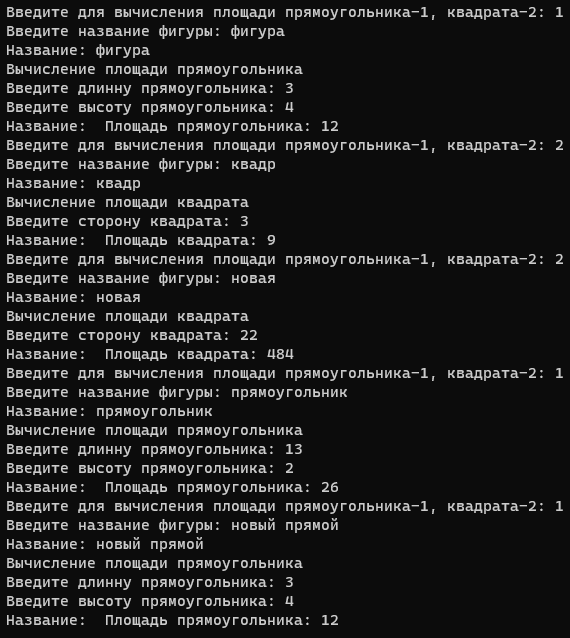 Введите для вычисления площади прямоугольника-1, квадрата-2: 1
Введите название фигуры: фигура
Название: фигура
Вычисление площади прямоугольника
Введите длинну прямоугольника: 3
Введите высоту прямоугольника: 4
Название:  Площадь прямоугольника: 12
Введите для вычисления площади прямоугольника-1, квадрата-2: 2
Введите название фигуры: квадр
Название: квадр
Вычисление площади квадрата
Введите сторону квадрата: 3
Название:  Площадь квадрата: 9
Введите для вычисления площади прямоугольника-1, квадрата-2: 2
Введите название фигуры: новая
Название: новая
Вычисление площади квадрата
Введите сторону квадрата: 22
Название:  Площадь квадрата: 484
Введите для вычисления площади прямоугольника-1, квадрата-2: 1
Введите название фигуры: прямоугольник
Название: прямоугольник
Вычисление площади прямоугольника
Введите длинну прямоугольника: 13
Введите высоту прямоугольника: 2
Название:  Площадь прямоугольника: 26
Введите для вычисления площади прямоугольника-1, квадрата-2: 1
Введите название фигуры: новый прямой
Название: новый прямой
Вычисление площади прямоугольника
Введите длинну прямоугольника: 3
Введите высоту прямоугольника: 4
Название:  Площадь прямоугольника: 12